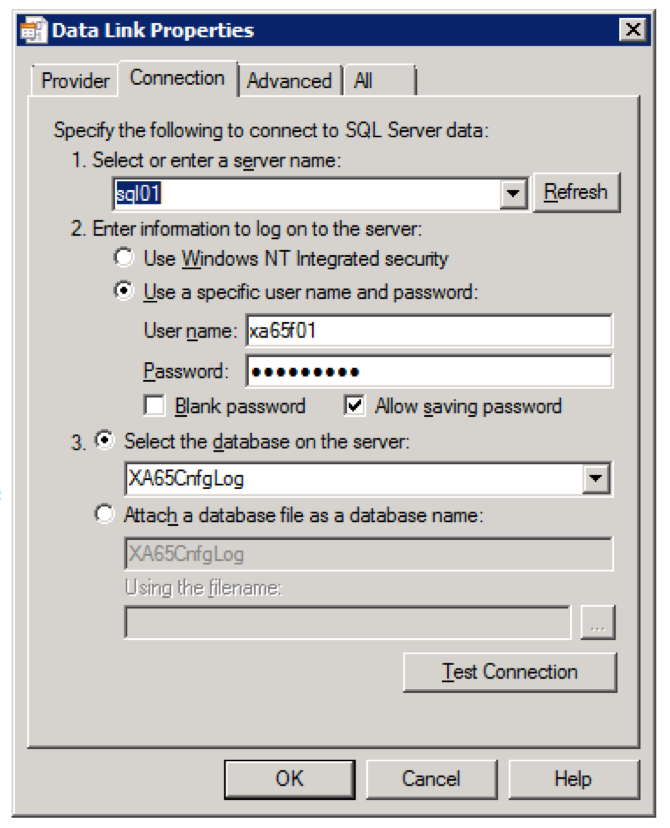 Data Link Properties
Provider Connection Advanced All
Specify the following to connect to SQL Server data:
1. Select or enter a server name:
sql01 Refresh
2. Enter information to log on to the server:
Use Windows NT Integrated security
Use a specific user name and password:
User name: xa65f01
Password: •••••••••
Blank password Allow saving password
3. Select the database on the server:
XA65CnfgLog
Attach a database file as a database name:
XA65CnfgLog
Using the filename:
...
Test Connection
OK Cancel Help